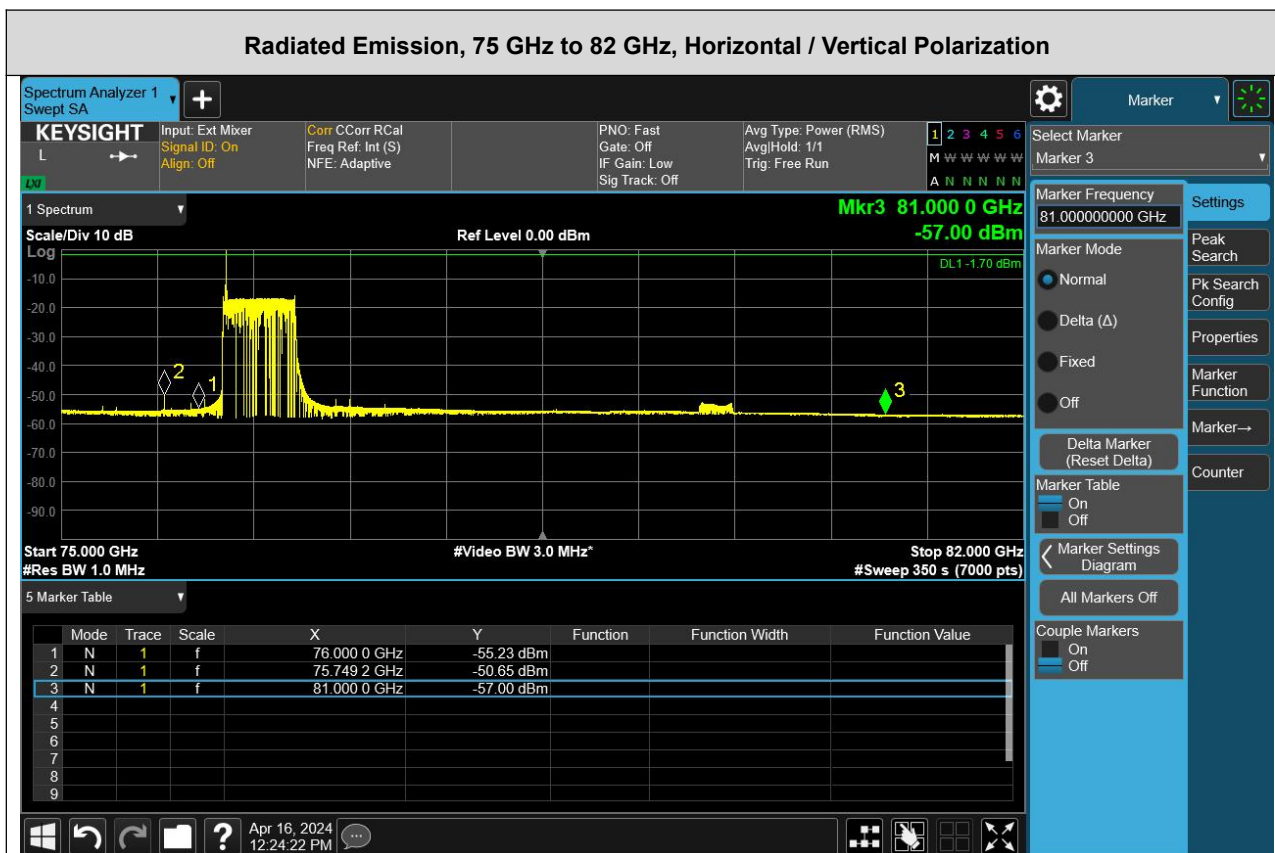 Radiated Emission, 75 GHz to 82 GHz, Horizontal / Vertical Polarization
Spectrum Analyzer 1
Swept SA
+
Marker
KEYSIGHT
L
LXI
Input: Ext Mixer
Signal ID: On
Align: Off
Corr CCorr RCal
Freq Ref: Int (S)
NFE: Adaptive
PNO: Fast
Gate: Off
IF Gain: Low
Sig Track: Off
Avg Type: Power (RMS)
Avg|Hold: 1/1
Trig: Free Run
1 2 3 4 5 6
M W W W W W
A N N N N N
Select Marker
Marker 3
1 Spectrum
Mkr3 81.000 0 GHz
-57.00 dBm
Scale/Div 10 dB
Ref Level 0.00 dBm
Log
DL1 -1.70 dBm
-10.0
-20.0
-30.0
-40.0
-50.0
-60.0
-70.0
-80.0
-90.0
2
1
3
Start 75.000 GHz
#Video BW 3.0 MHz*
Stop 82.000 GHz
#Res BW 1.0 MHz
#Sweep 350 s (7000 pts)
Marker Frequency
81.000000000 GHz
Marker Mode
Normal
Delta (Δ)
Fixed
Off
Delta Marker
(Reset Delta)
Marker Table
On
Off
Marker Settings
Diagram
All Markers Off
Couple Markers
On
Off
Settings
Peak
Search
Pk Search
Config
Properties
Marker
Function
Marker→
Counter
5 Marker Table
Mode Trace Scale X Y Function Function Width Function Value
1 N 1 f 76.000 0 GHz -55.23 dBm
2 N 1 f 75.749 2 GHz -50.65 dBm
3 N 1 f 81.000 0 GHz -57.00 dBm
4
5
6
7
8
9
?
Apr 16, 2024
12:24:22 PM